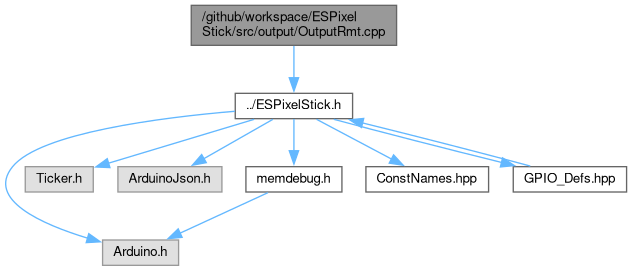 /github/workspace/ESPixel
Stick/src/output/OutputRmt.cpp
../ESPixelStick.h
Ticker.h
ArduinoJson.h
memdebug.h
ConstNames.hpp
GPIO_Defs.hpp
Arduino.h